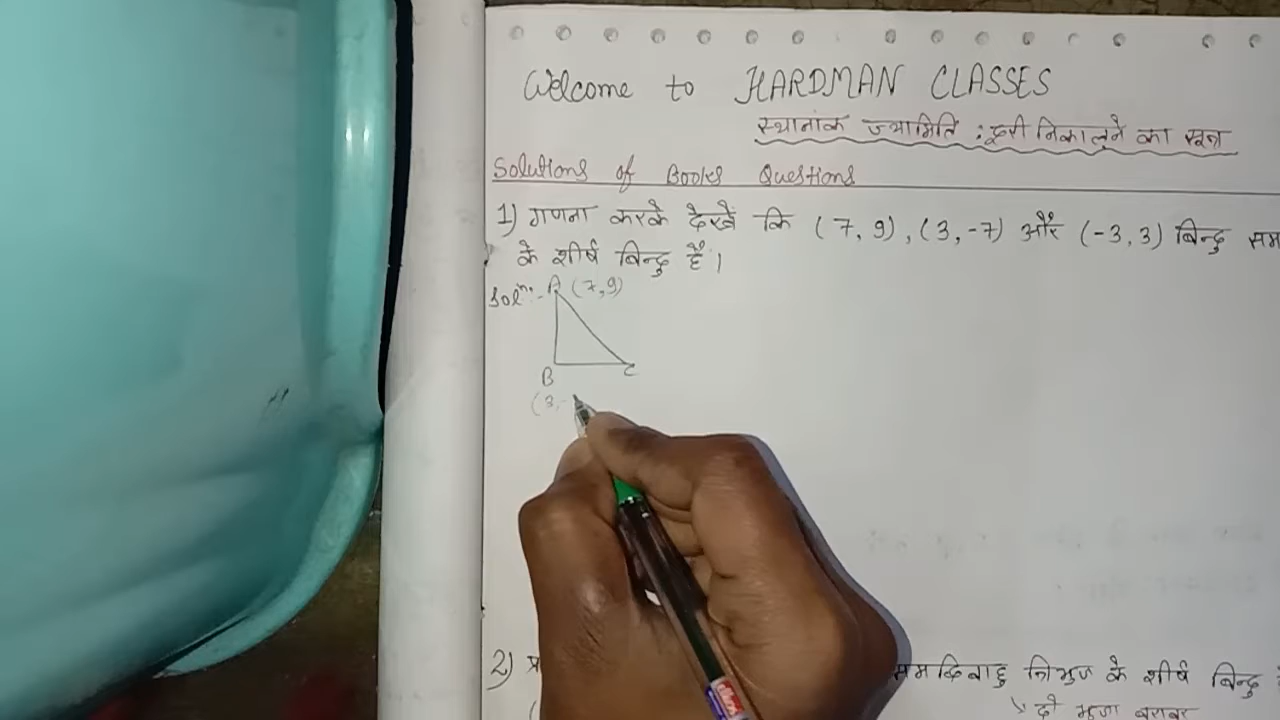 Welcome to HARDMAN CLASSES
स्थानांक ज्यामिति : दूरी निकालने का सूत्र
Solutions of Books Questions
1) गणना करके देखें कि (7, 9), (3, -7) और (-3, 3) बिन्दु सम
के शीर्ष बिन्दु हैं।
Solⁿ:- A (7, 9)
B C
(3, -
2) प्र समद्विबाहु त्रिभुज के शीर्ष बिन्दु
( दो भुजा बराबर